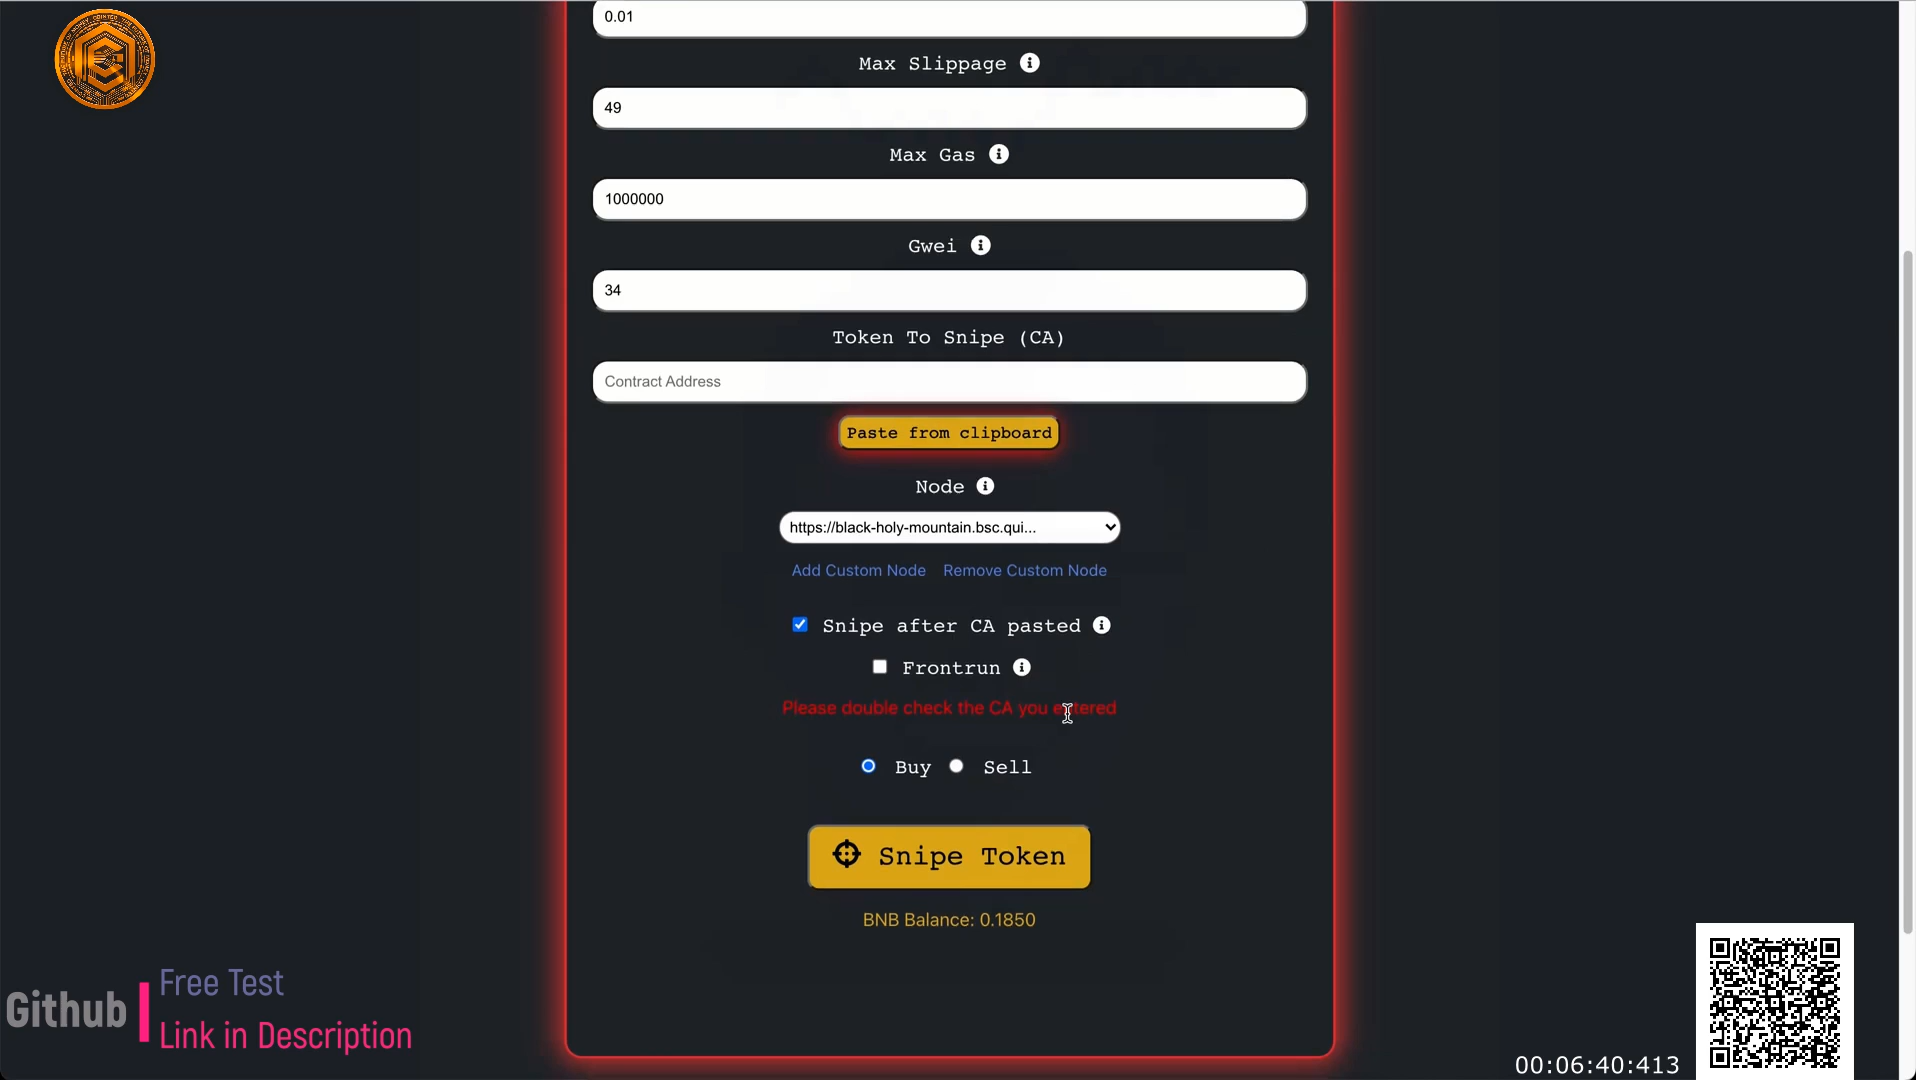 0.01
Max Slippage
49
Max Gas
1000000
Gwei
34
Token To Snipe (CA)
Contract Address
Paste from clipboard
Node
https://black-holy-mountain.bsc.qui...
Add Custom Node Remove Custom Node
Snipe after CA pasted
Frontrun
Please double check the CA you entered
Buy Sell
Snipe Token
BNB Balance: 0.1850
Github
Free Test
Link in Description
00:06:40:413